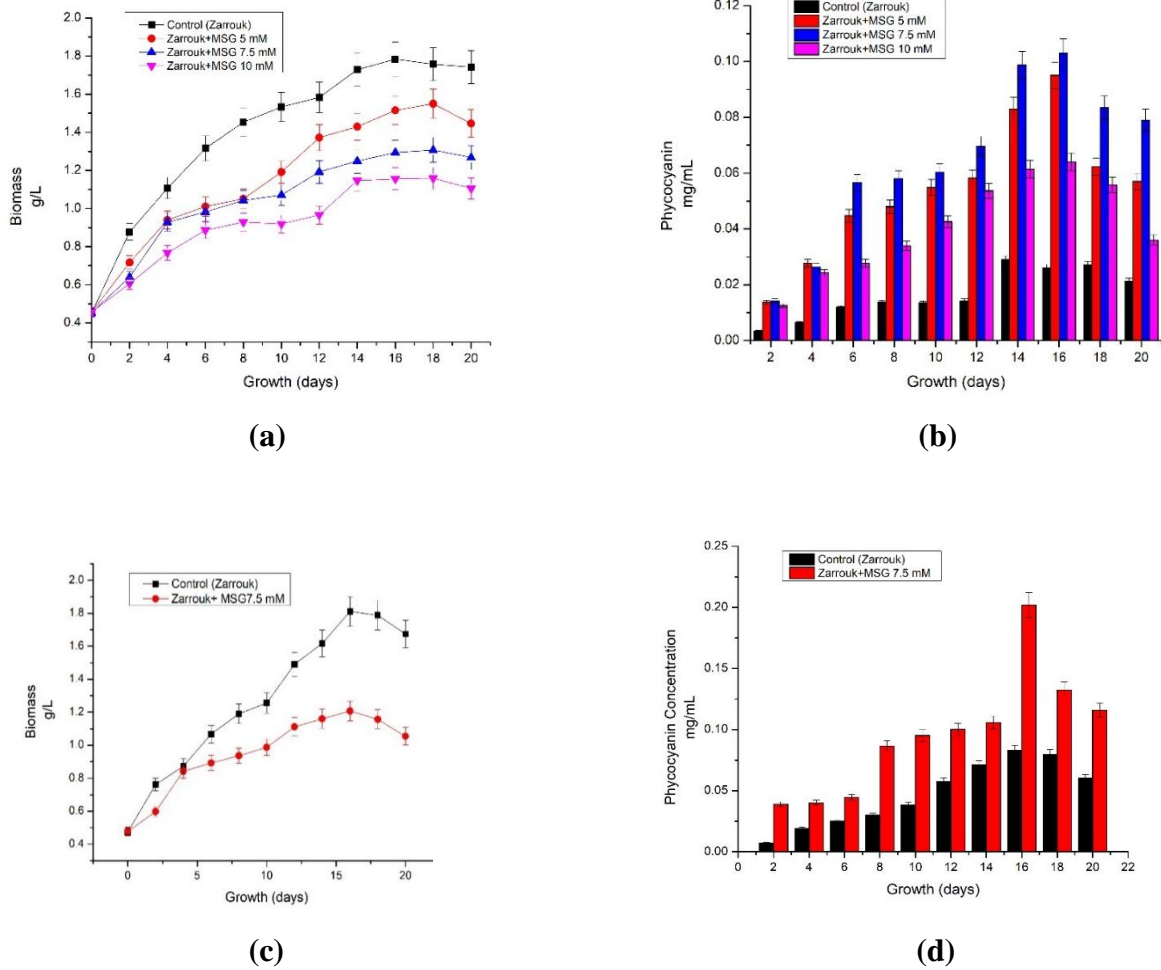 Control (Zarrouk)
Zarrouk+MSG 5 mM
Zarrouk+MSG 7.5 mM
Zarrouk+MSG 10 mM
2.0
1.8
1.6
1.4
1.2
1.0
0.8
0.6
0.4
Biomass
g/L
0 2 4 6 8 10 12 14 16 18 20
Growth (days)
(a)
Zarrouk+MSG 5 mM
Zarrouk+MSG 7.5 mM
Zarrouk+MSG 10 mM
0.12
0.10
0.08
0.06
0.04
0.02
0.00
Phycocyanin
mg/mL
2 4 6 8 10 12 14 16 18 20
Growth (days)
(b)
Control (Zarrouk)
Zarrouk+ MSG7.5 mM
2.0
1.8
1.6
1.4
1.2
1.0
0.8
0.6
0.4
Biomass
g/L
0 5 10 15 20
Growth (days)
(c)
Control (Zarrouk)
Zarrouk+MSG 7.5 mM
0.25
0.20
0.15
0.10
0.05
0.00
Phycocyanin Concentration
mg/mL
0 2 4 6 8 10 12 14 16 18 20 22
Growth (days)
(d)